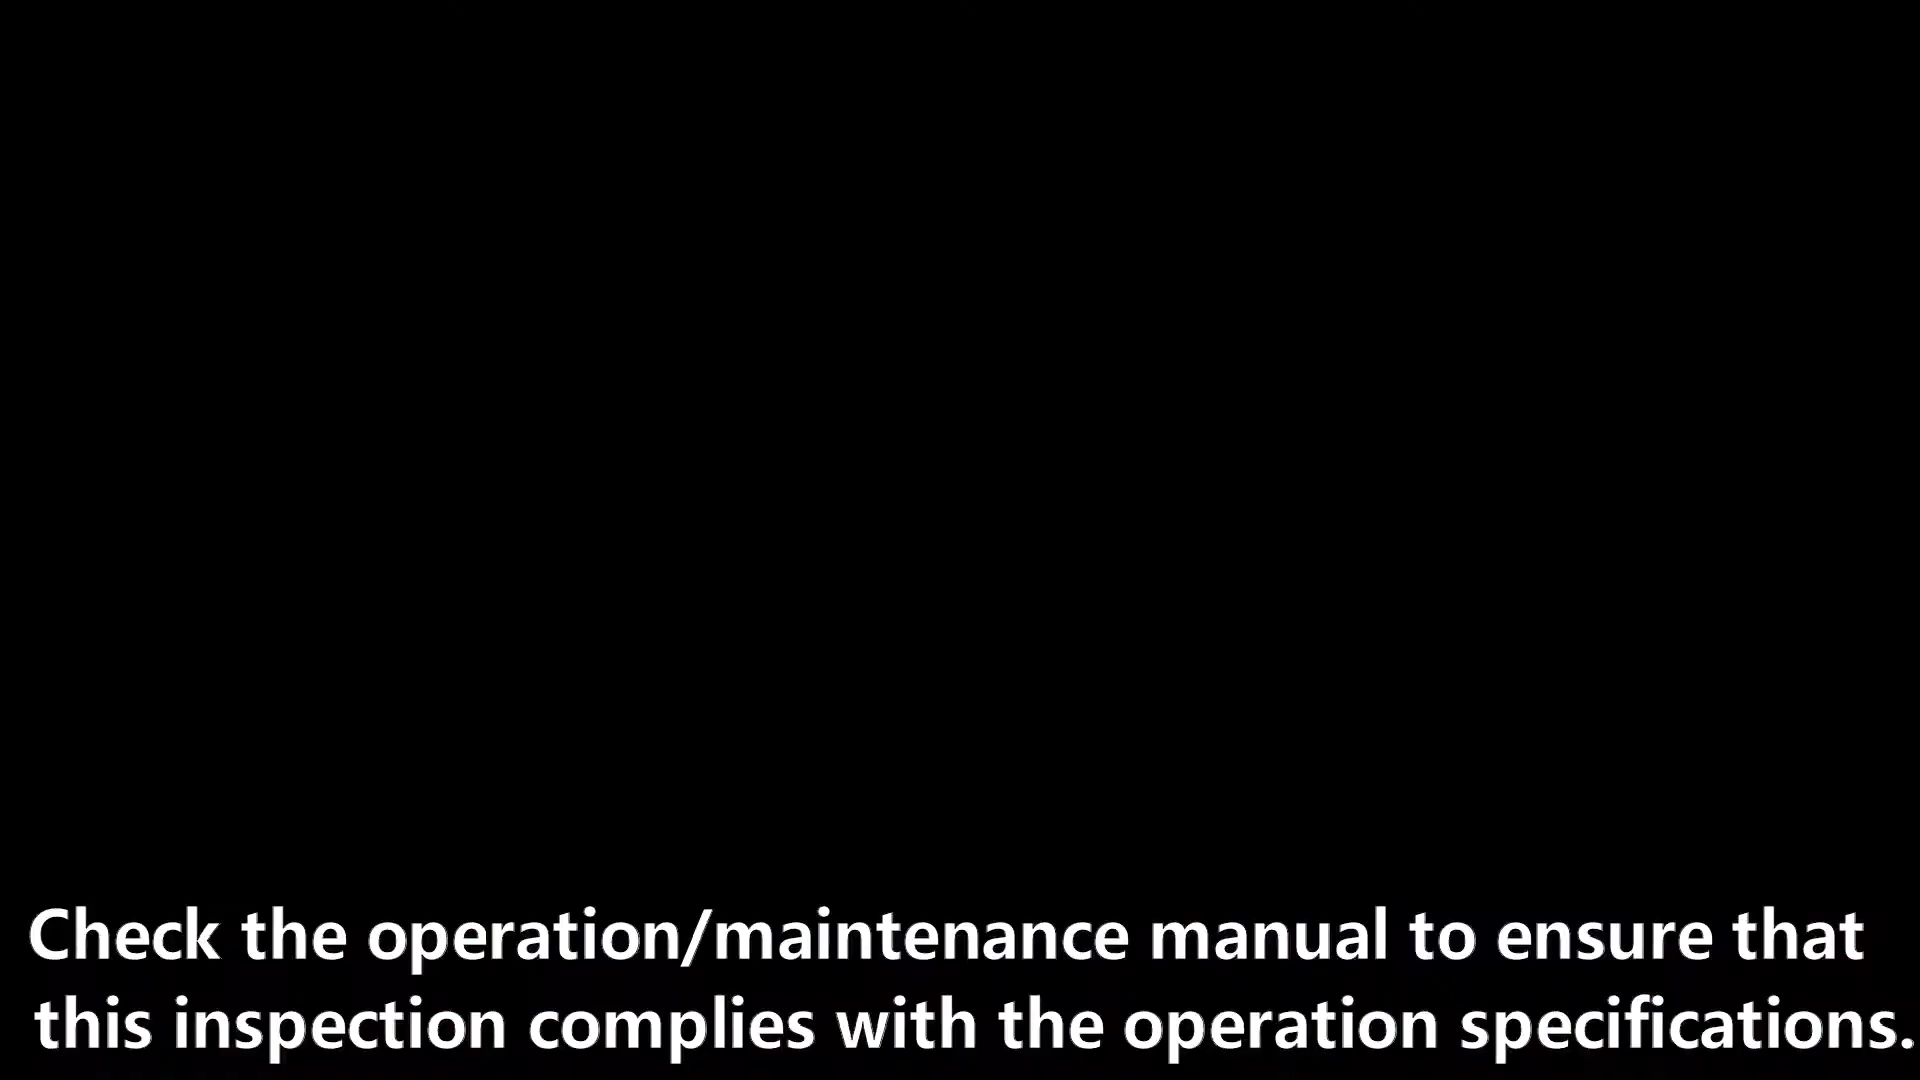 Check the operation/maintenance manual to ensure that
this inspection complies with the operation specifications.